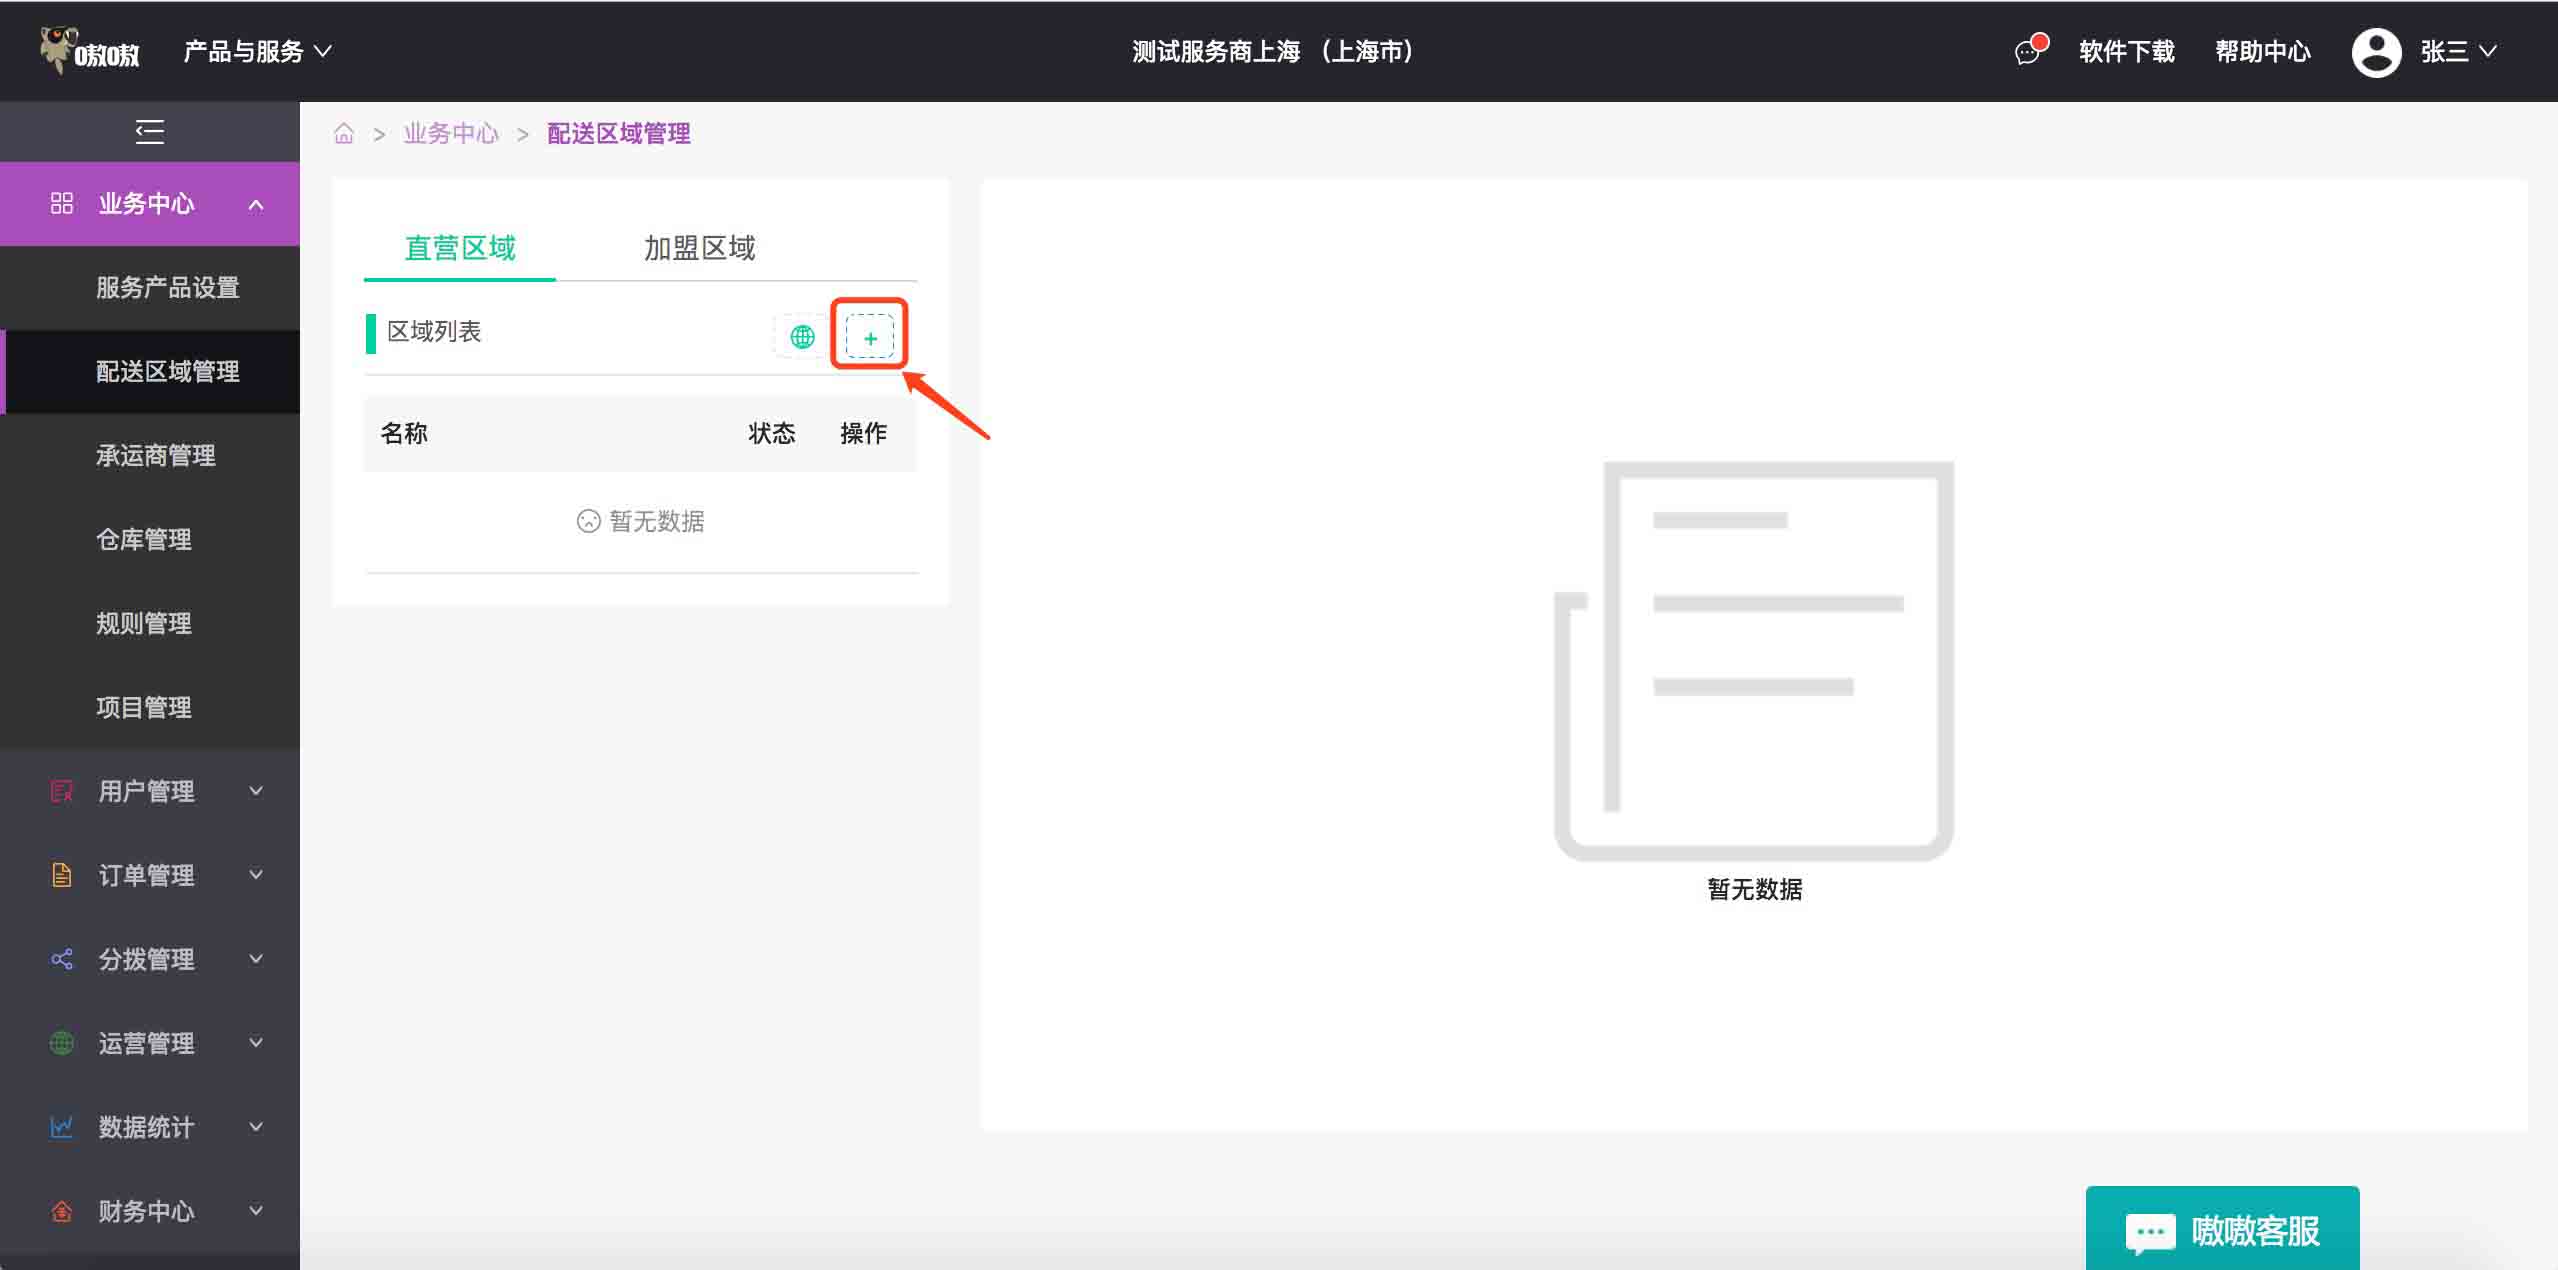 嗷嗷 产品与服务 测试服务商上海 （上海市） 软件下载 帮助中心 张三
> 业务中心 > 配送区域管理
业务中心
服务产品设置
配送区域管理
承运商管理
仓库管理
规则管理
项目管理
用户管理
订单管理
分拨管理
运营管理
数据统计
财务中心
直营区域 加盟区域
区域列表 +
名称 状态 操作
暂无数据
暂无数据
嗷嗷客服